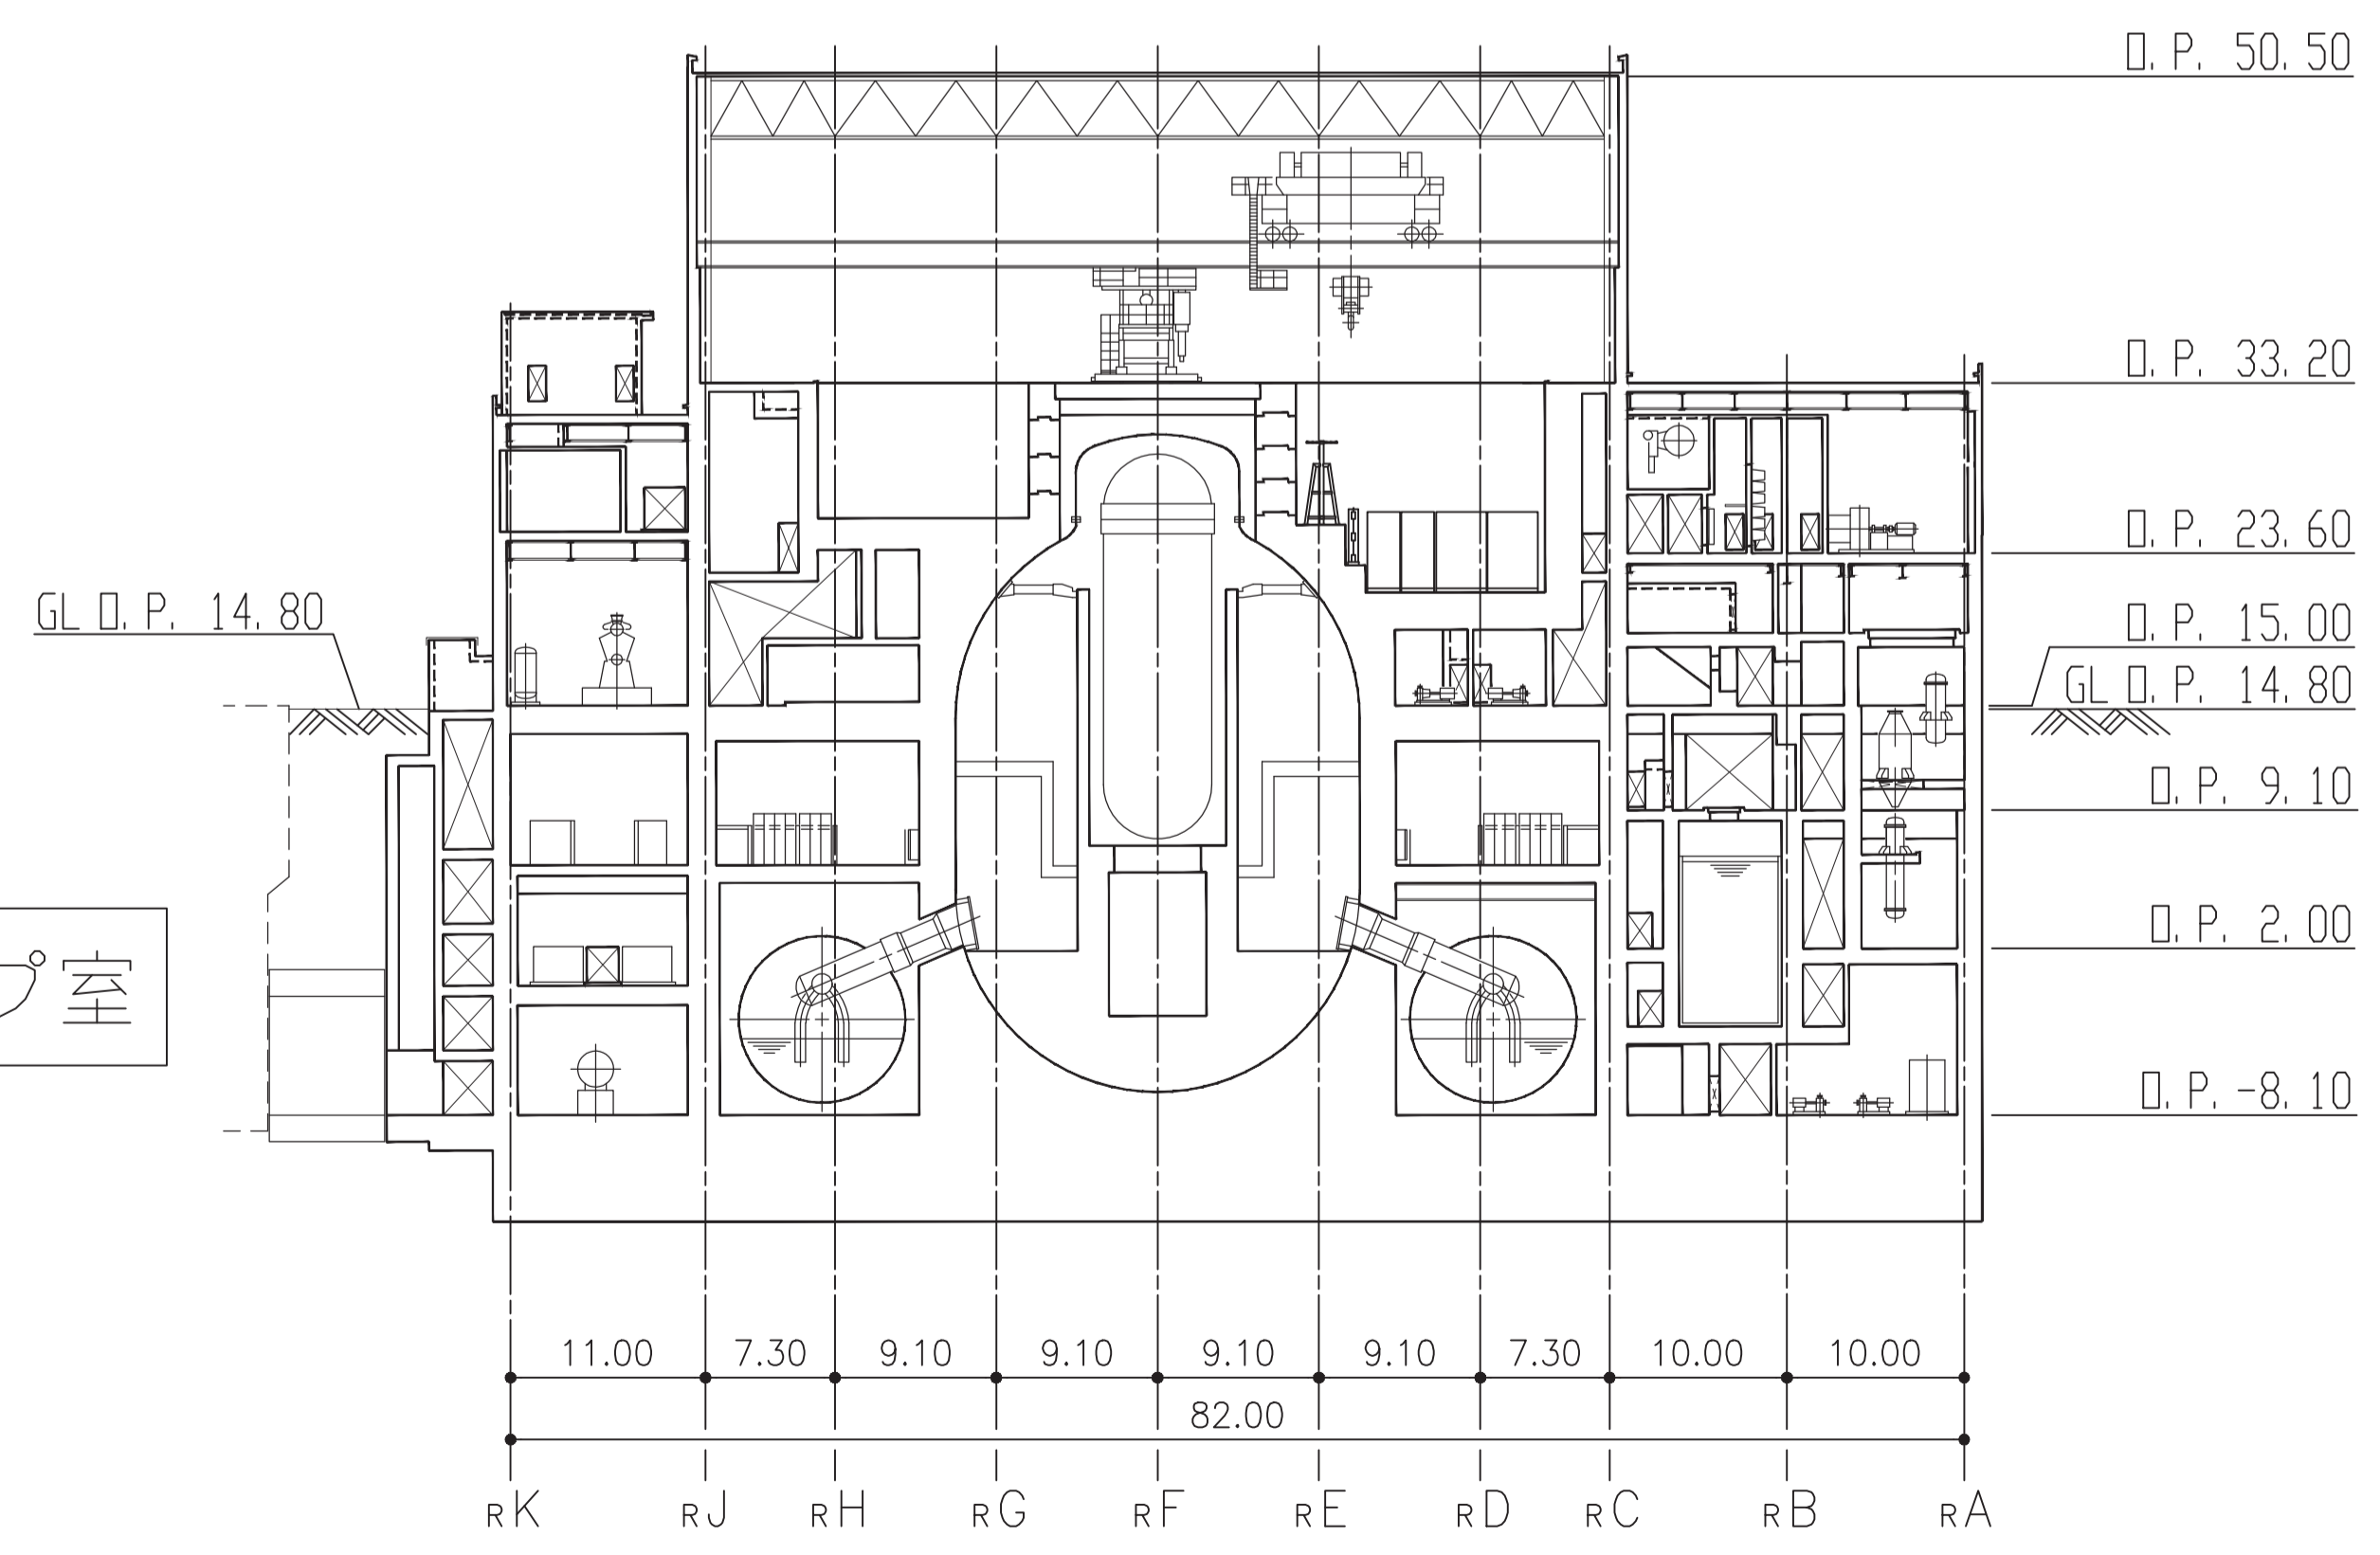 O.P. 50.50
O.P. 33.20
O.P. 23.60
GL O.P. 14.80
O.P. 15.00
GL O.P. 14.80
O.P. 9.10
O.P. 2.00
室
O.P. -8.10
11.00 7.30 9.10 9.10 9.10 9.10 7.30 10.00 10.00
82.00
RK RJ RH RG RF RE RD RC RB RA